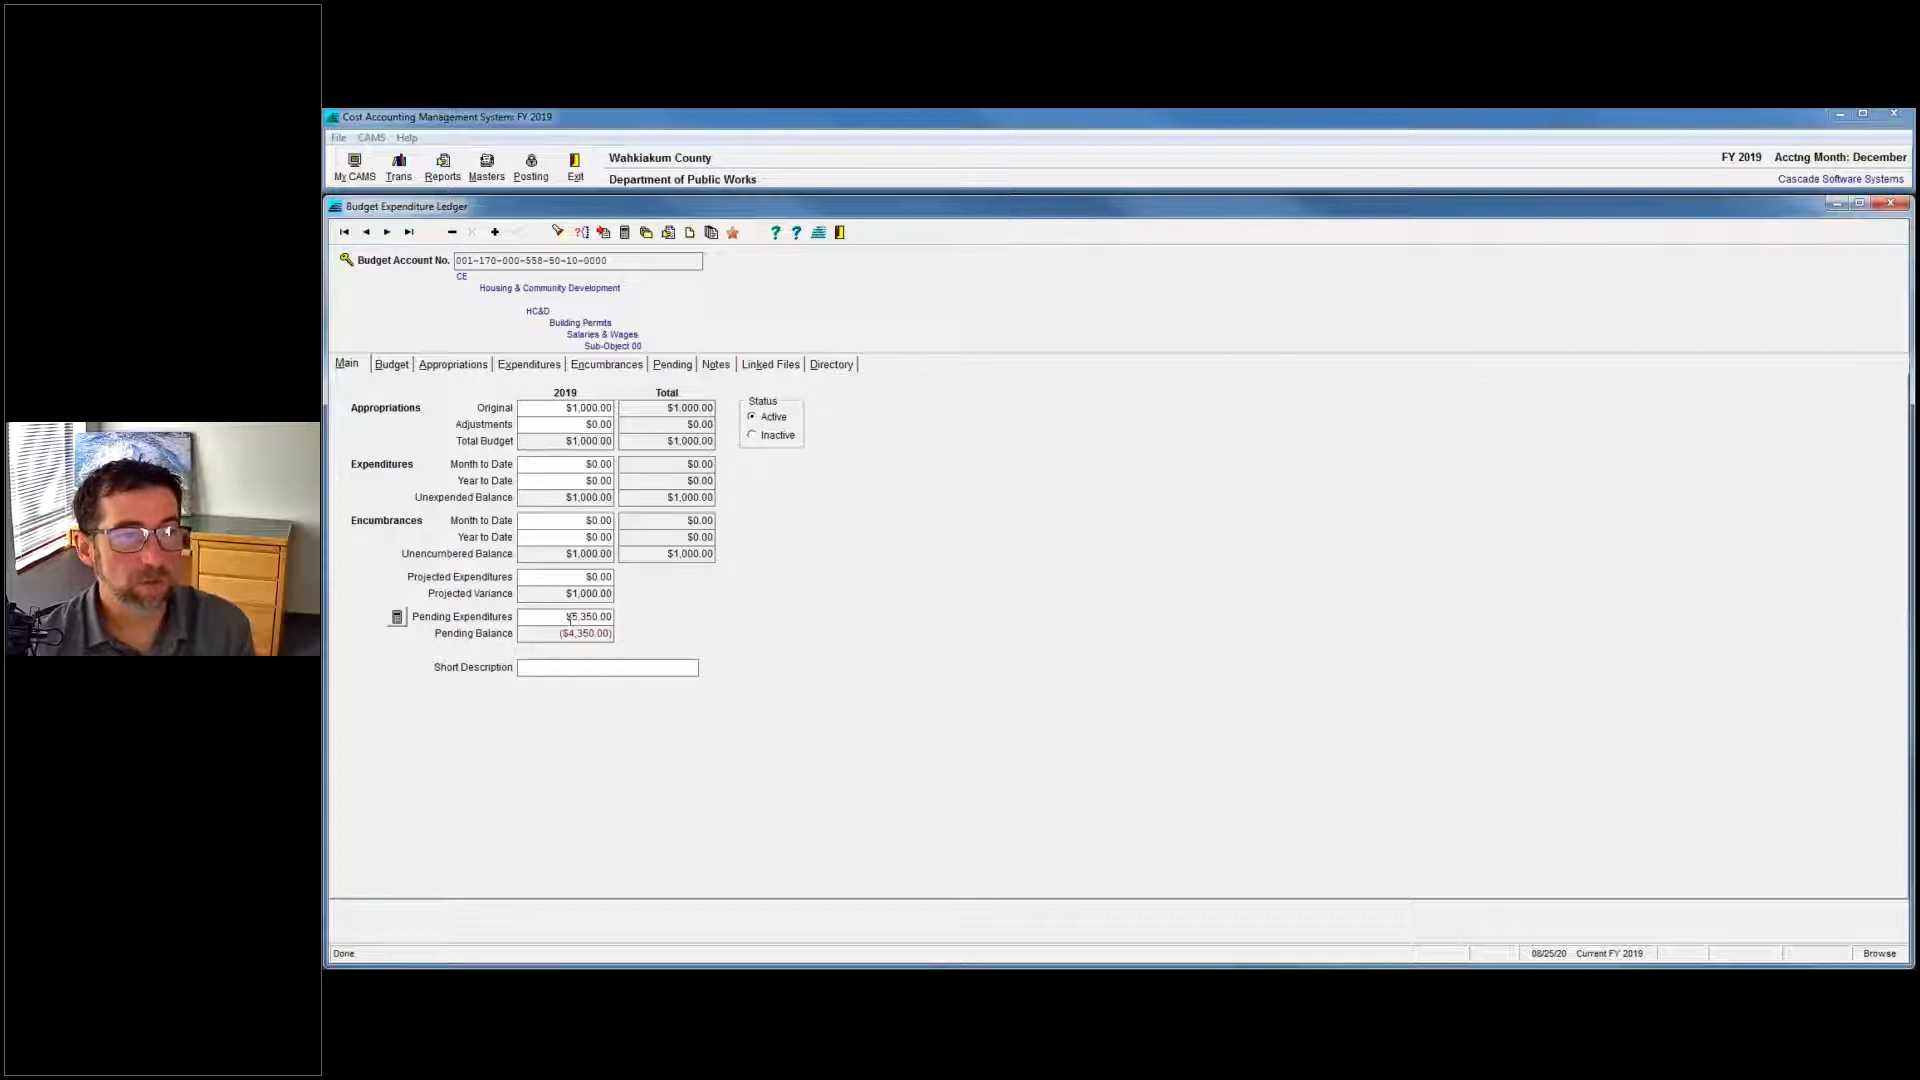 Cost Accounting Management System: FY 2019
File CAMS Help
My CAMS Trans Reports Masters Posting Exit
Wahkiakum County
Department of Public Works
FY 2019 Acctng Month: December
Cascade Software Systems
Budget Expenditure Ledger
Budget Account No. 001-170-000-558-50-10-0000
CE
Housing & Community Development
HC&D
Building Permits
Salaries & Wages
Sub-Object 00
Main Budget Appropriations Expenditures Encumbrances Pending Notes Linked Files Directory
2019 Total
Appropriations Original $1,000.00 $1,000.00
Adjustments $0.00 $0.00
Total Budget $1,000.00 $1,000.00
Status
Active
Inactive
Expenditures Month to Date $0.00 $0.00
Year to Date $0.00 $0.00
Unexpended Balance $1,000.00 $1,000.00
Encumbrances Month to Date $0.00 $0.00
Year to Date $0.00 $0.00
Unencumbered Balance $1,000.00 $1,000.00
Projected Expenditures $0.00
Projected Variance $1,000.00
Pending Expenditures $5,350.00
Pending Balance ($4,350.00)
Short Description
Done
08/25/20 Current FY 2019
Browse